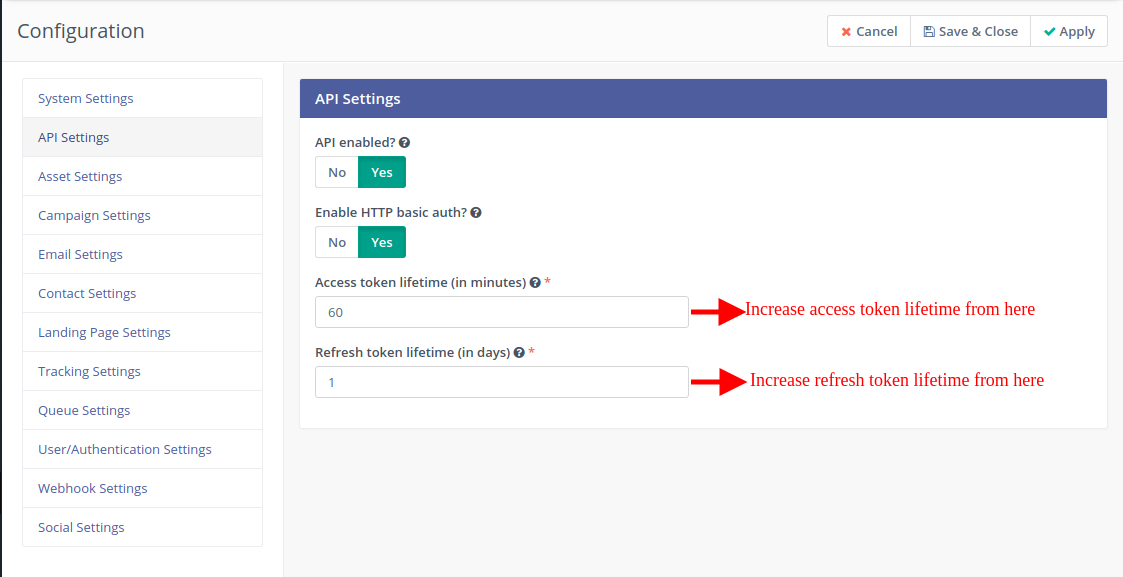 Configuration
Cancel
Save & Close
Apply
System Settings
API Settings
Asset Settings
Campaign Settings
Email Settings
Contact Settings
Landing Page Settings
Tracking Settings
Queue Settings
User/Authentication Settings
Webhook Settings
Social Settings
API Settings
API enabled? ?
No Yes
Enable HTTP basic auth? ?
No Yes
Access token lifetime (in minutes) ? *
60
Increase access token lifetime from here
Refresh token lifetime (in days) ? *
1
Increase refresh token lifetime from here